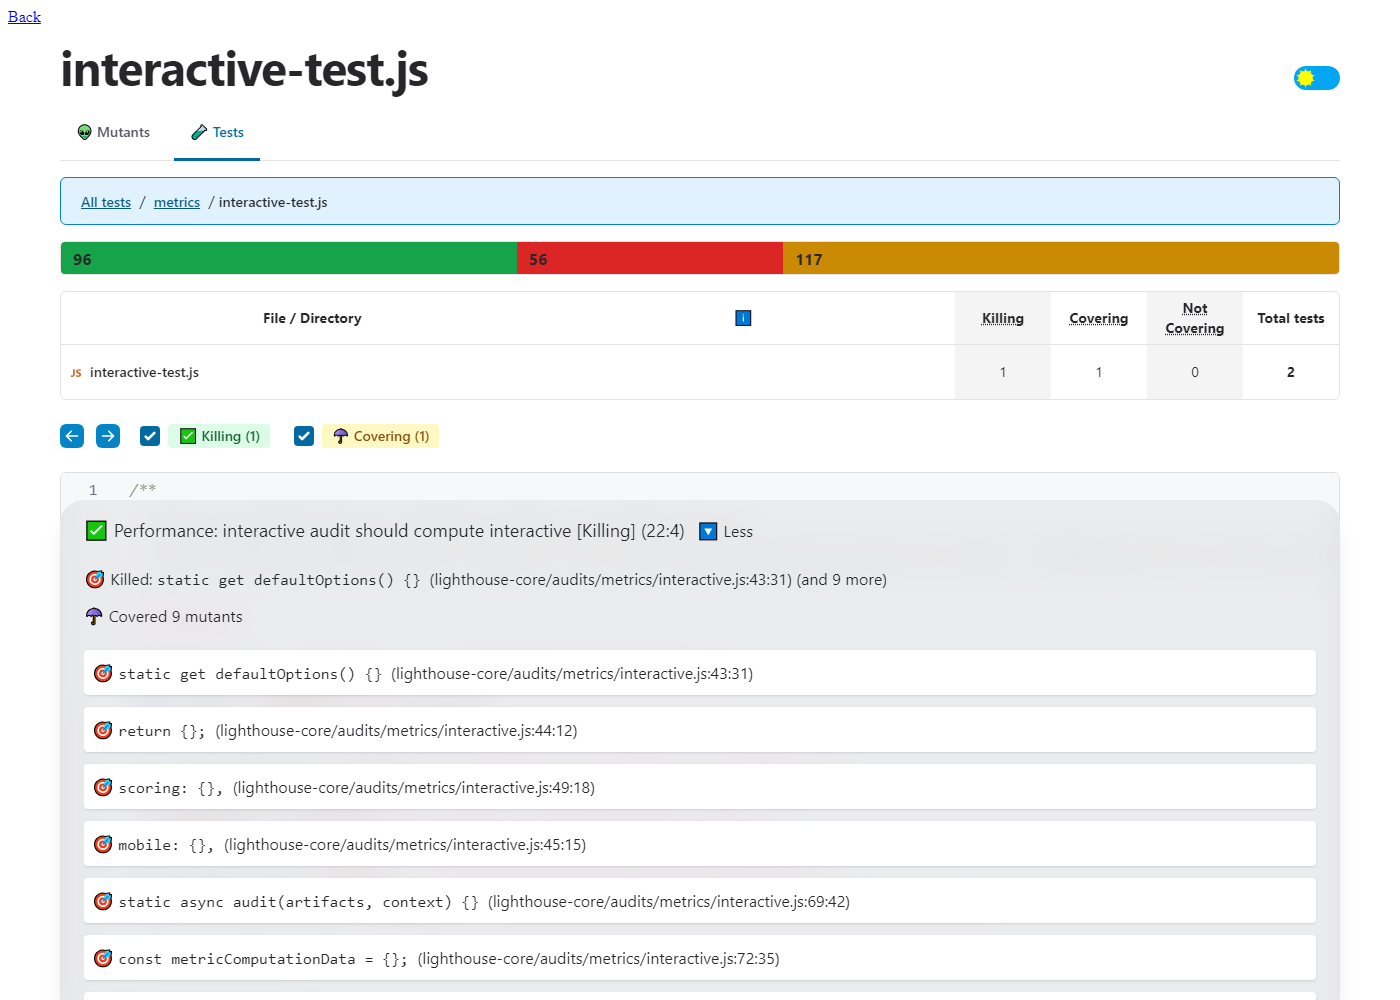 Back
interactive-test.js
Mutants Tests
All tests / metrics / interactive-test.js
96 56 117
File / Directory Killing Covering Not Covering Total tests
JS interactive-test.js 1 1 0 2
Killing (1) Covering (1)
1 /**
Performance: interactive audit should compute interactive [Killing] (22:4) Less
Killed: static get defaultOptions() {} (lighthouse-core/audits/metrics/interactive.js:43:31) (and 9 more)
Covered 9 mutants
static get defaultOptions() {} (lighthouse-core/audits/metrics/interactive.js:43:31)
return {}; (lighthouse-core/audits/metrics/interactive.js:44:12)
scoring: {}, (lighthouse-core/audits/metrics/interactive.js:49:18)
mobile: {}, (lighthouse-core/audits/metrics/interactive.js:45:15)
static async audit(artifacts, context) {} (lighthouse-core/audits/metrics/interactive.js:69:42)
const metricComputationData = {}; (lighthouse-core/audits/metrics/interactive.js:72:35)